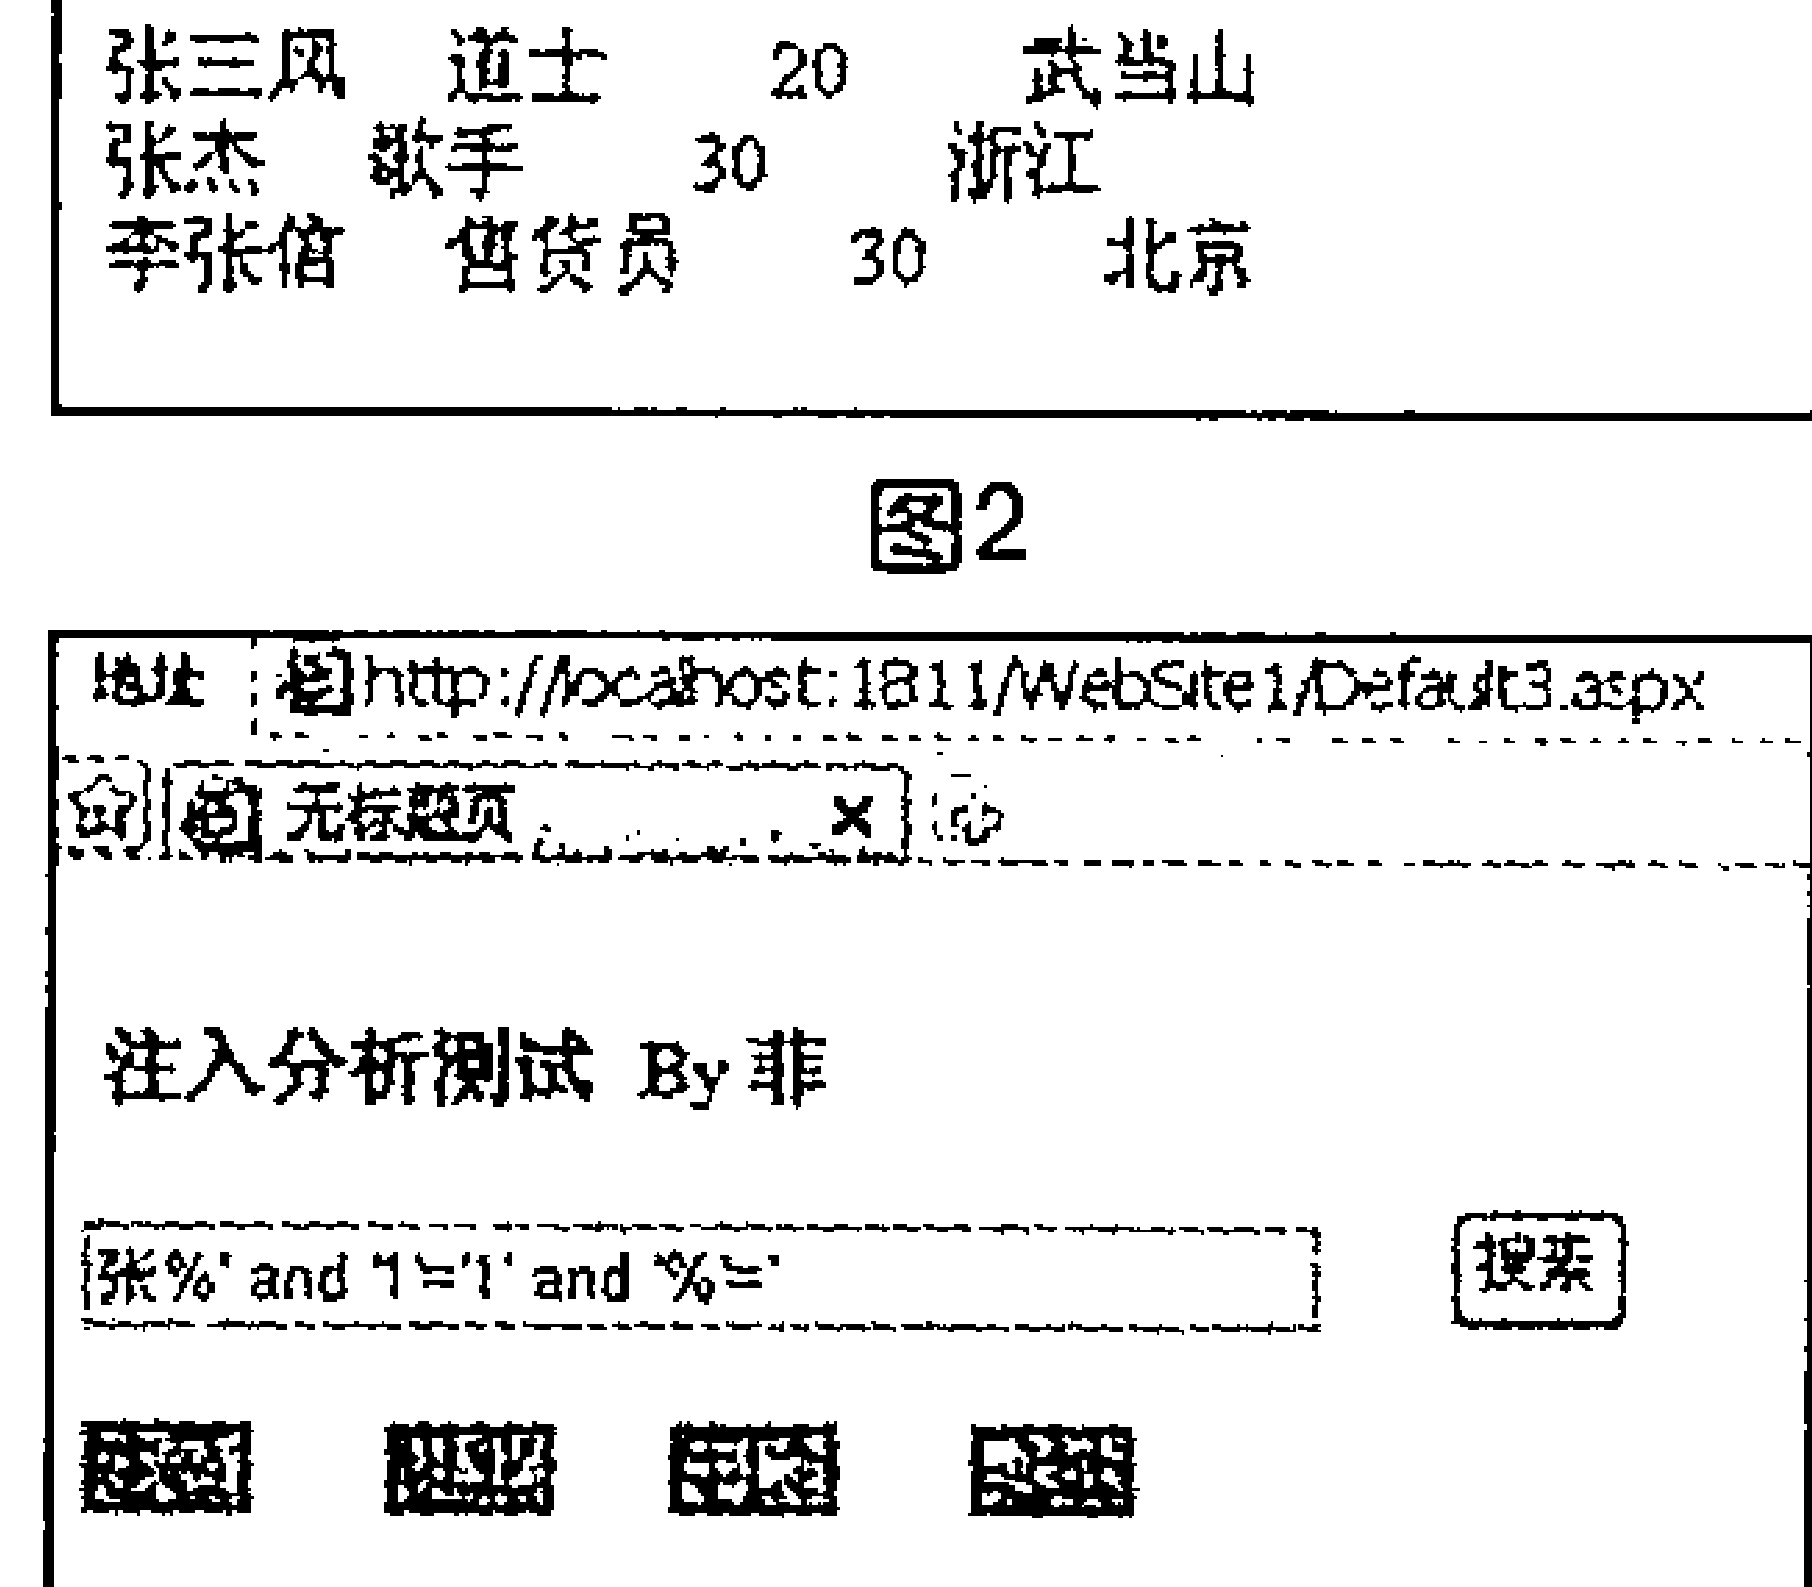 张三风 道士 20 武当山
张杰 歌手 30 浙江
李张倍 售货员 30 北京
图2
地址 http://localhost:1811/WebSite1/Default3.aspx
无标题页
注入分析测试 By 菲
张%' and '1'='1' and '%'='
搜索